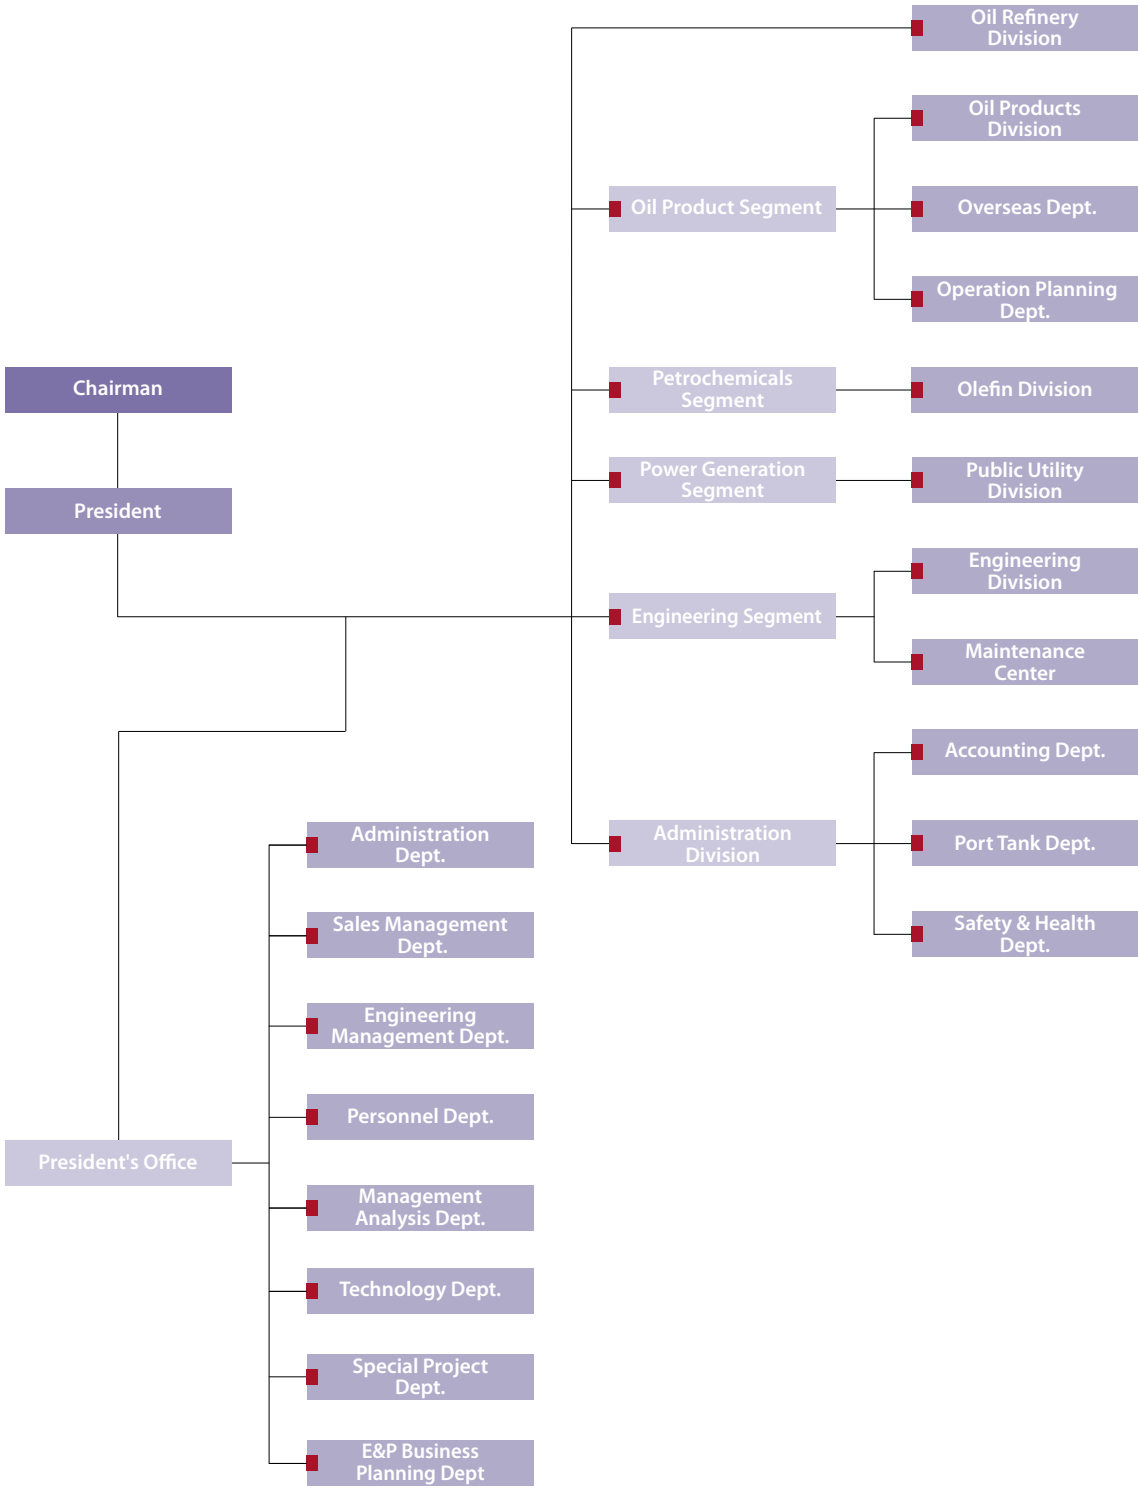 Oil Refinery
Division
Oil Products
Division
Oil Product Segment
Overseas Dept.
Operation Planning
Dept.
Chairman
Petrochemicals
Segment
Olefin Division
Power Generation
Segment
Public Utility
Division
President
Engineering
Division
Engineering Segment
Maintenance
Center
Accounting Dept.
Administration
Dept.
Administration
Division
Port Tank Dept.
Sales Management
Dept.
Safety & Health
Dept.
Engineering
Management Dept.
Personnel Dept.
President's Office
Management
Analysis Dept.
Technology Dept.
Special Project
Dept.
E&P Business
Planning Dept